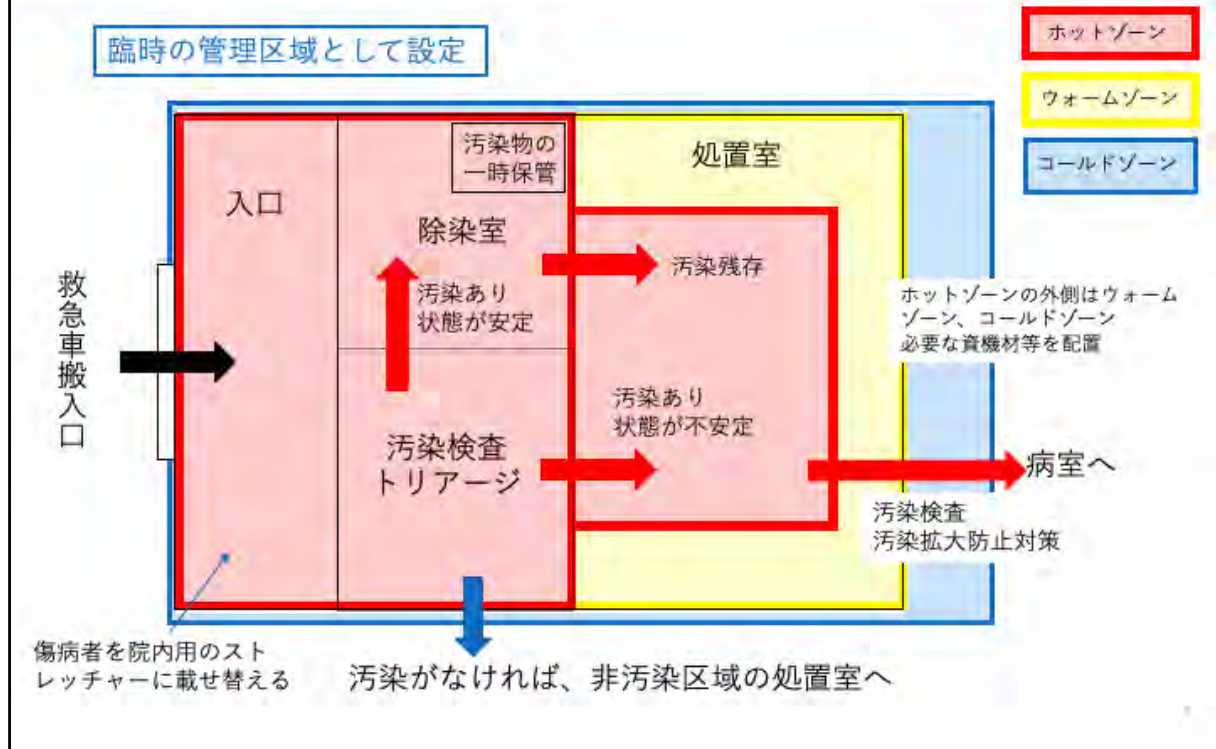 臨時の管理区域として設定
ホットゾーン
ウォームゾーン
コールドゾーン
救急車搬入口
入口
汚染物の
一時保管
除染室
汚染あり
状態が安定
汚染検査
トリアージ
処置室
汚染残存
汚染あり
状態が不安定
ホットゾーンの外側はウォーム
ゾーン、コールドゾーン
必要な資機材等を配置
病室へ
汚染検査
汚染拡大防止対策
傷病者を院内用のスト
レッチャーに載せ替える
汚染がなければ、非汚染区域の処置室へ